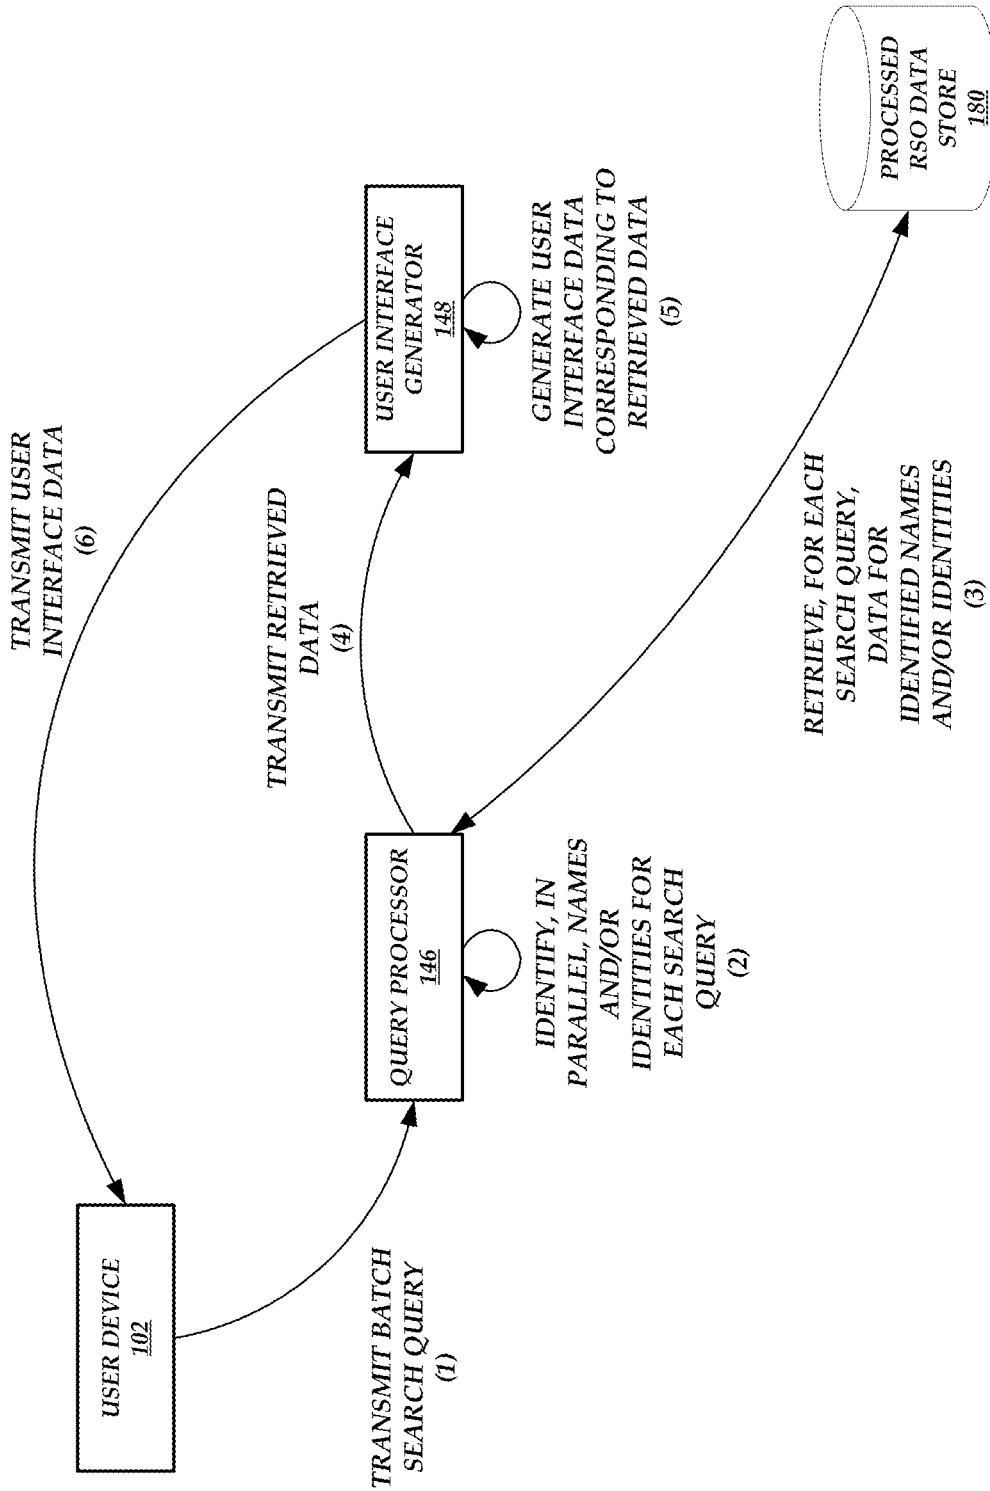 USER DEVICE
102
TRANSMIT BATCH
SEARCH QUERY
(1)
QUERY PROCESSOR
146
IDENTIFY, IN
PARALLEL, NAMES
AND/OR
IDENTITIES FOR
EACH SEARCH
QUERY
(2)
RETRIEVE, FOR EACH
SEARCH QUERY,
DATA FOR
IDENTIFIED NAMES
AND/OR IDENTITIES
(3)
PROCESSED
RSO DATA
STORE
180
TRANSMIT RETRIEVED
DATA
(4)
USER INTERFACE
GENERATOR
148
GENERATE USER
INTERFACE DATA
CORRESPONDING TO
RETRIEVED DATA
(5)
TRANSMIT USER
INTERFACE DATA
(6)